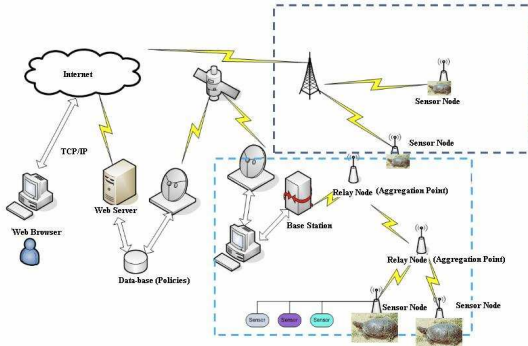 Internet
Sensor Node
Sensor Node
TCP/IP
Relay Node (Aggregation Point)
Web Server
Base Station
Web Browser
Relay Node (Aggregation Point)
Data-base (Policies)
Sensor Node
Sensor Node
Sensor
Sensor
Sensor